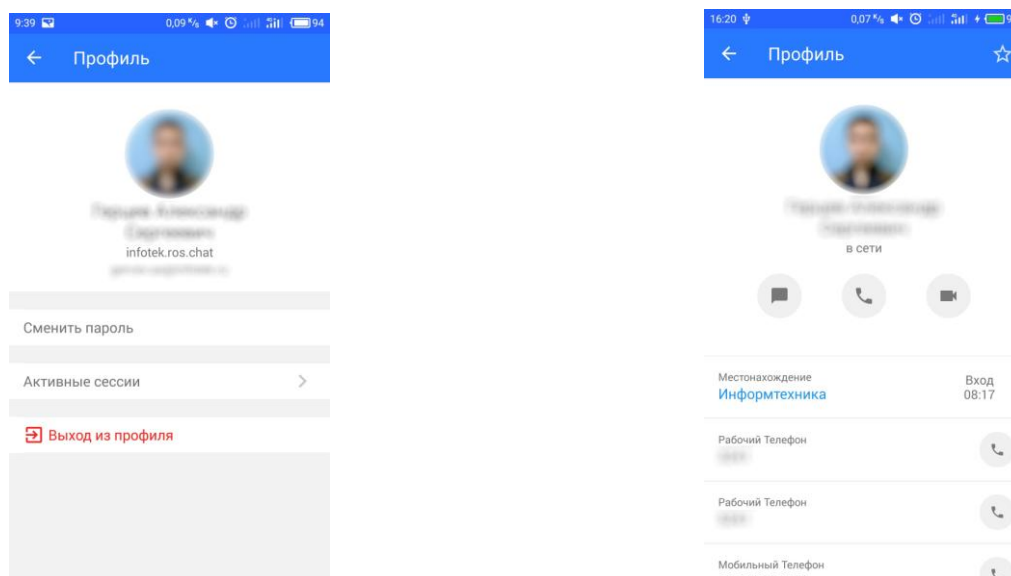 9:39 0,09 K/s 94
Профиль
infotek.ros.chat
Сменить пароль
Активные сессии
Выход из профиля
16:20 0,07 K/s
Профиль
в сети
Местонахождение
Информтехника
Вход
08:17
Рабочий Телефон
Рабочий Телефон
Мобильный Телефон